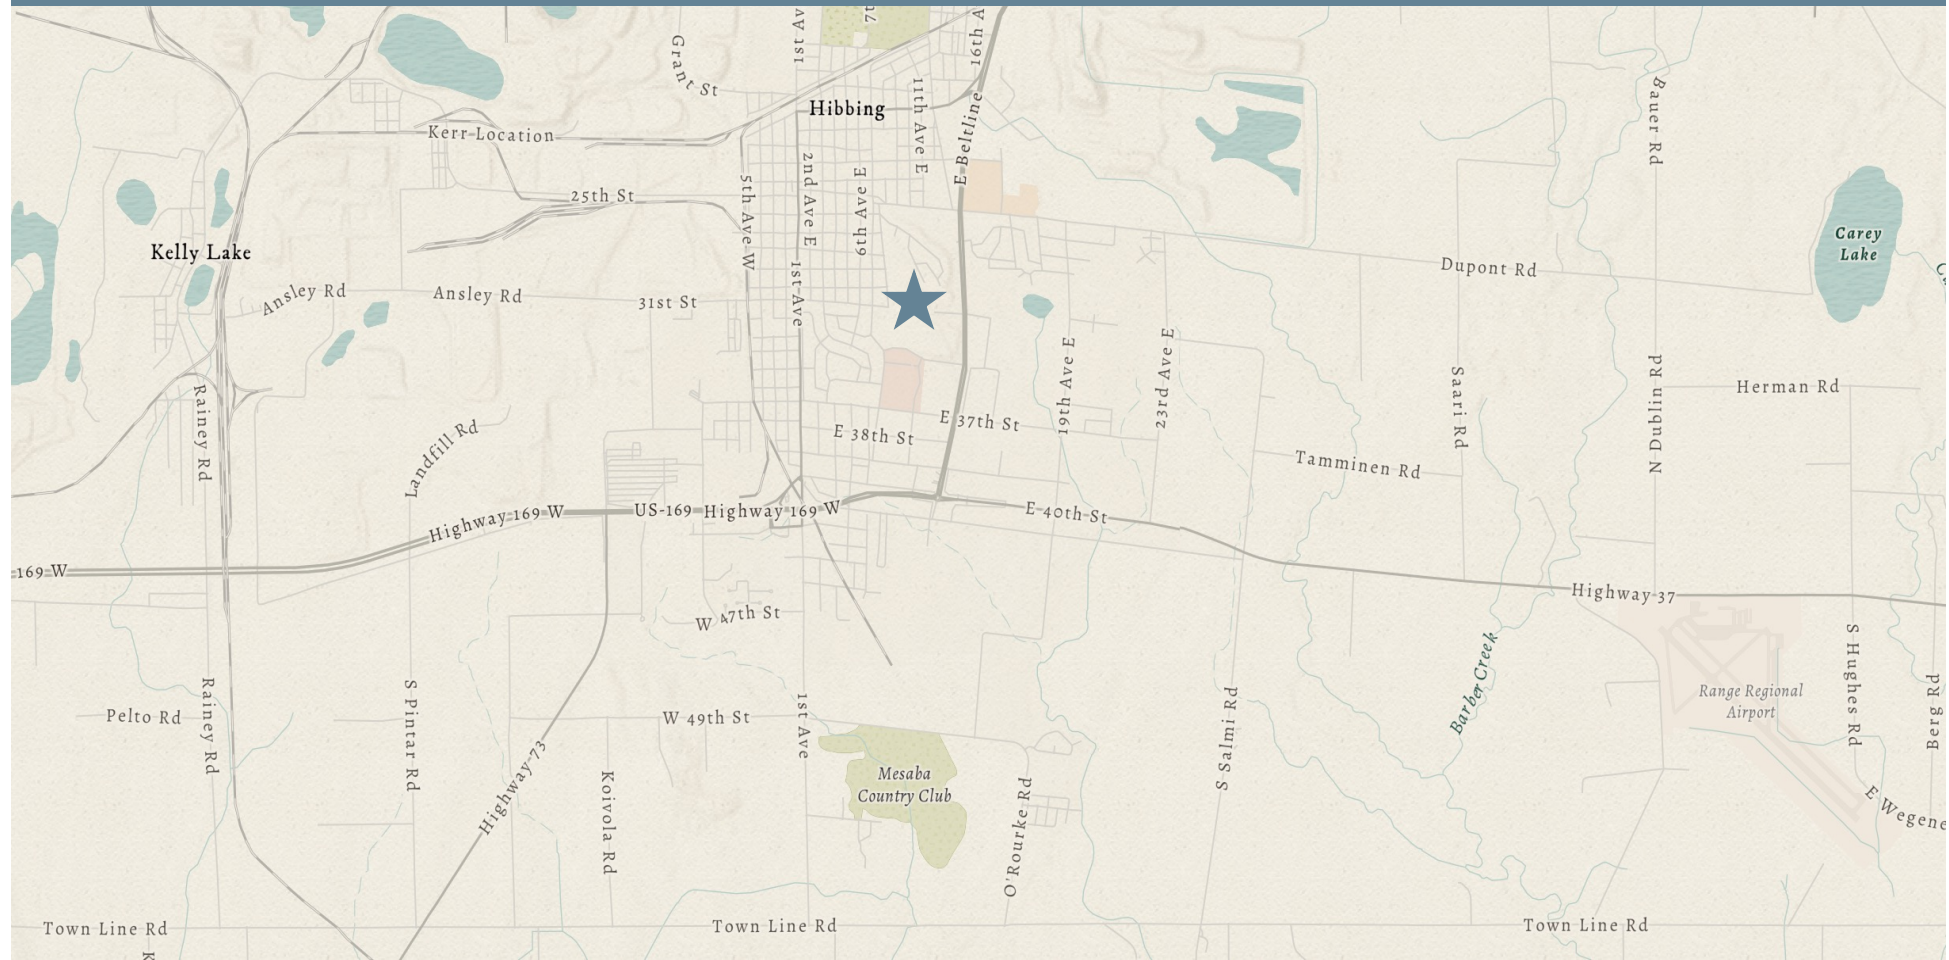 1st Av
Grant St
16th A
Hibbing
11th Ave E
E Beltline
Bauer Rd
Kerr Location
25th St
5th Ave W
2nd Ave E
6th Ave E
Kelly Lake
Carey
Lake
Dupont Rd
Ansley Rd
Ansley Rd
31st St
1st Ave
19th Ave E
23rd Ave E
Saari Rd
N Dublin Rd
Herman Rd
Rainey Rd
Landfill Rd
E 38th St
E 37th St
Tamminen Rd
Highway 169 W
US-169
Highway 169 W
E 40th St
169 W
Highway 37
W 47th St
Barber Creek
S Hughes Rd
Range Regional
Airport
Berg Rd
Pelto Rd
Rainey Rd
S Pintar Rd
W 49th St
1st Ave
S Salmi Rd
Highway 73
Koivola Rd
Mesaba
Country Club
O'Rourke Rd
E Wegene
Town Line Rd
Town Line Rd
Town Line Rd
K